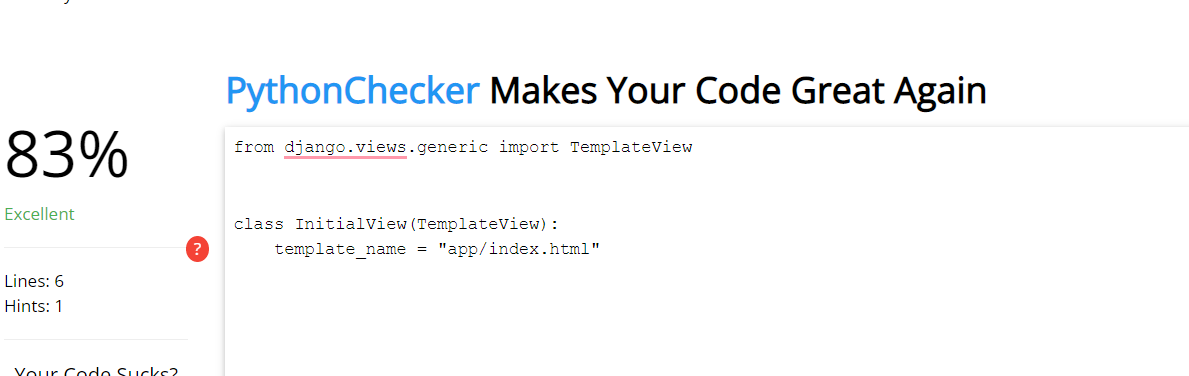 PythonChecker Makes Your Code Great Again
83%
Excellent
?
Lines: 6
Hints: 1
Your Code Sucks?
from django.views.generic import TemplateView
class InitialView(TemplateView):
    template_name = "app/index.html"